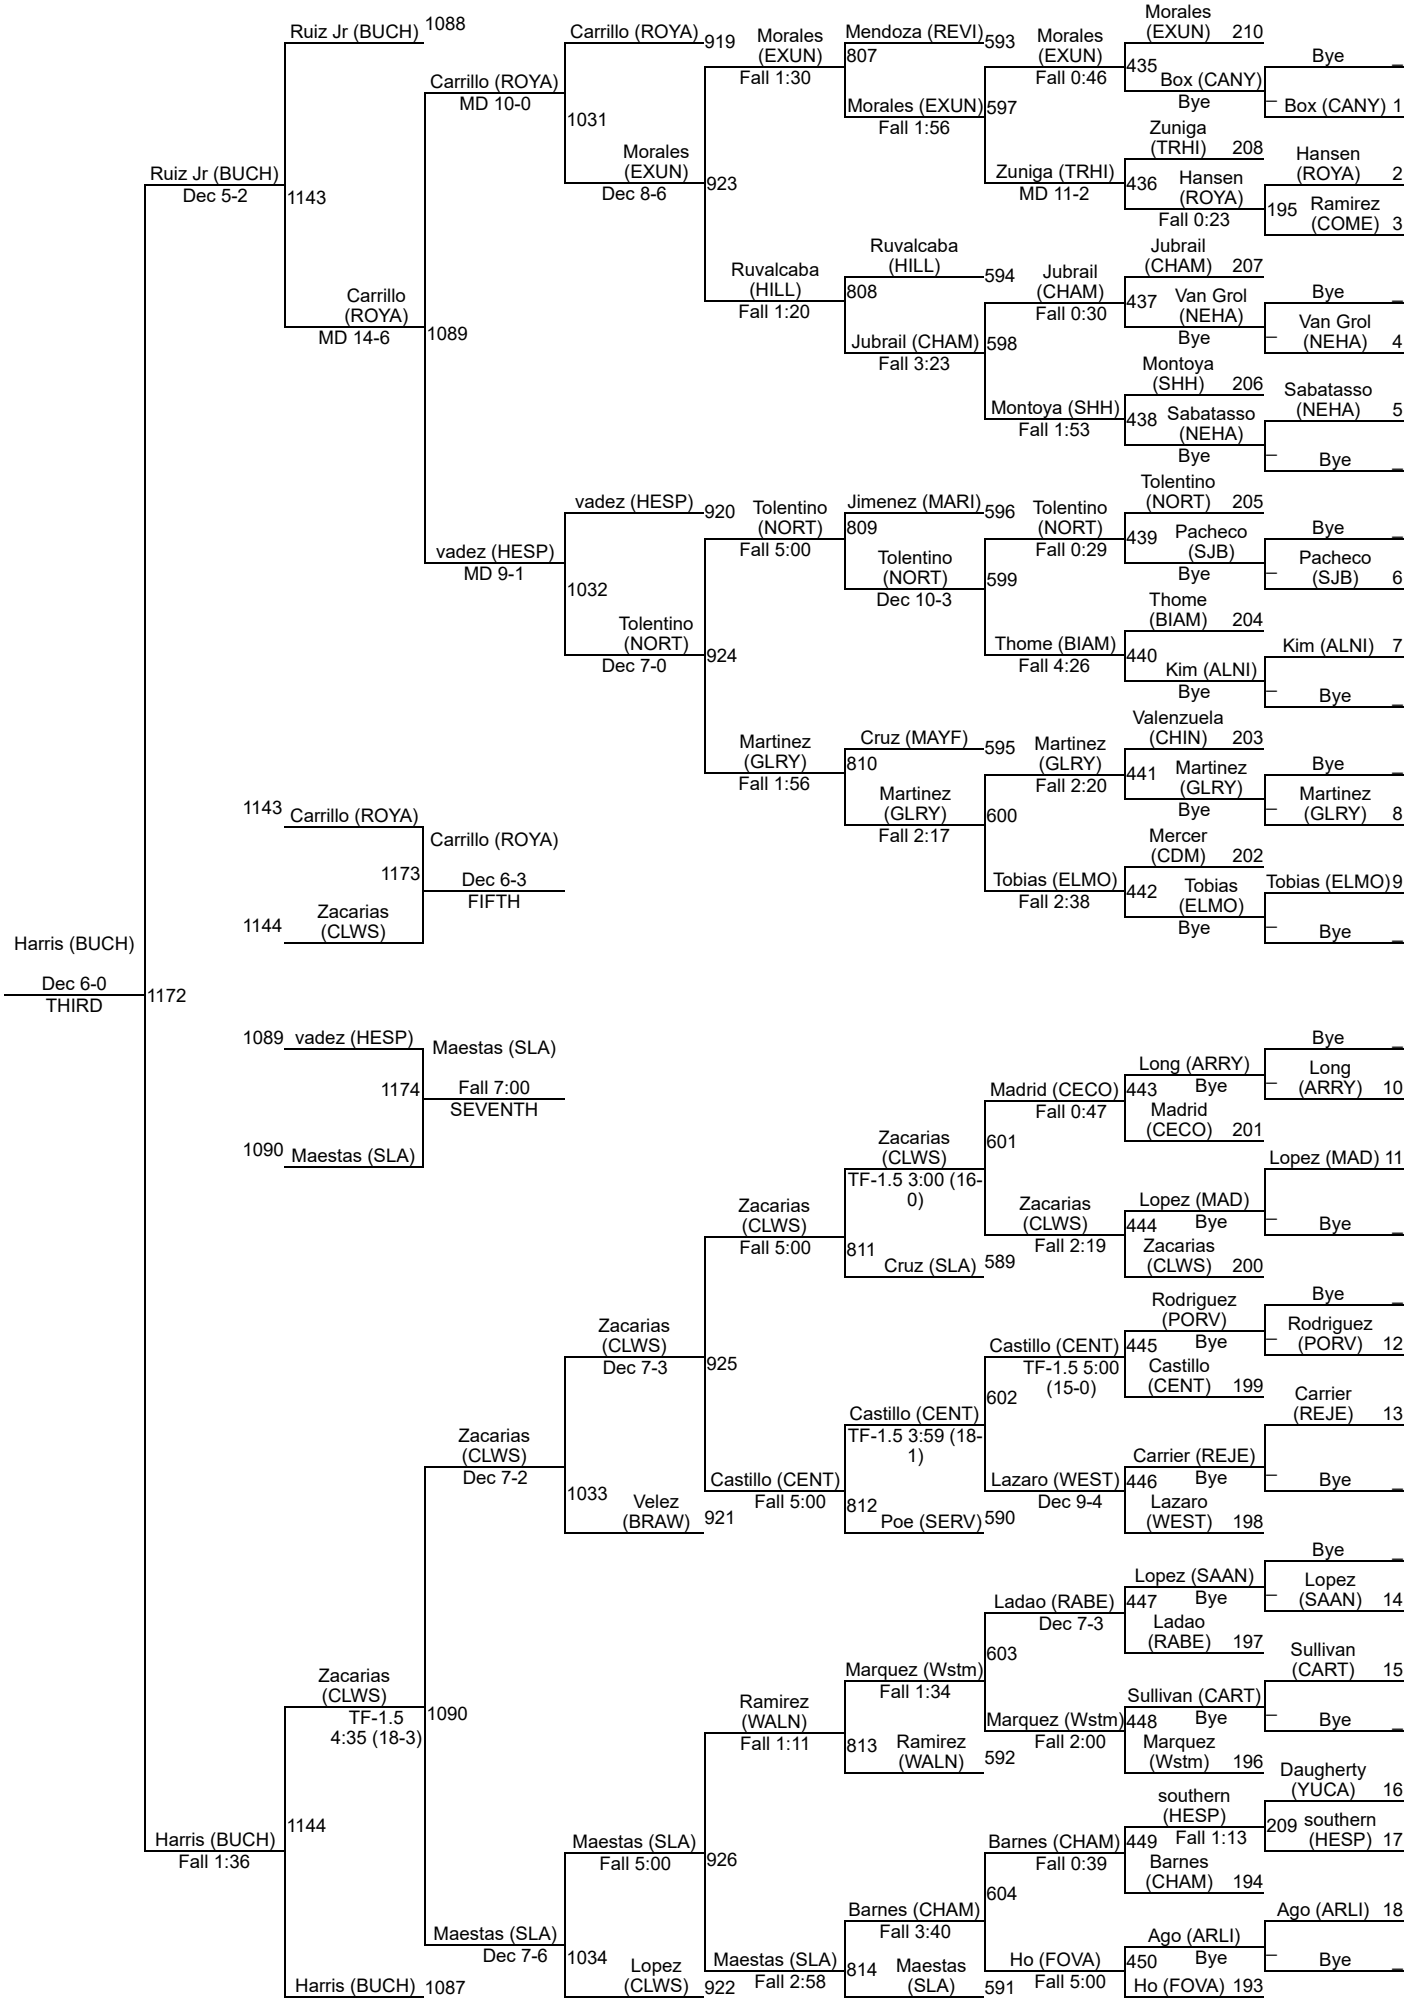 Ruiz Jr (BUCH) 1088
Ruiz Jr (BUCH)
Dec 5-2
1143
Carrillo
(ROYA)
MD 14-6
Carrillo (ROYA)
MD 10-0
1089
vadez (HESP)
MD 9-1
Carrillo (ROYA) 919
1031
Morales
(EXUN)
Dec 8-6
vadez (HESP) 920
1032
Tolentino
(NORT)
Dec 7-0
Morales
(EXUN)
Fall 1:30
923
Ruvalcaba
(HILL)
Fall 1:20
Tolentino
(NORT)
Fall 5:00
924
Martinez
(GLRY)
Fall 1:56
Mendoza (REVI) 593
807
Morales (EXUN)
Fall 1:56
Ruvalcaba
(HILL) 594
808
Jubrail (CHAM)
Fall 3:23
Jimenez (MARI) 596
809
Tolentino
(NORT)
Dec 10-3
Cruz (MAYF) 595
810
Martinez
(GLRY)
Fall 2:17
Morales
(EXUN)
Fall 0:46
597
Zuniga (TRHI)
MD 11-2
Jubrail
(CHAM)
Fall 0:30
598
Montoya (SHH)
Fall 1:53
Tolentino
(NORT)
Fall 0:29
599
Thome (BIAM)
Fall 4:26
Martinez
(GLRY)
Fall 2:20
600
Tobias (ELMO)
Fall 2:38
Morales
(EXUN) 210
435
Box (CANY)
Bye
Zuniga
(TRHI) 208
436
Hansen
(ROYA)
Fall 0:23
Jubrail
(CHAM) 207
437
Van Grol
(NEHA)
Bye
Montoya
(SHH) 206
438
Sabatasso
(NEHA)
Bye
Tolentino
(NORT) 205
439
Pacheco
(SJB)
Bye
Thome
(BIAM) 204
440
Kim (ALNI)
Bye
Valenzuela
(CHIN) 203
441
Martinez
(GLRY)
Bye
Mercer
(CDM) 202
442
Tobias
(ELMO)
Bye
Bye _
_ Box (CANY) 1
Hansen
(ROYA) 2
195
Ramirez
(COME) 3
Bye _
_ Van Grol
(NEHA) 4
Sabatasso
(NEHA) 5
_ Bye _
Bye _
_ Pacheco
(SJB) 6
Kim (ALNI) 7
_ Bye _
Bye _
_ Martinez
(GLRY) 8
Tobias (ELMO) 9
_ Bye _
1143 Carrillo (ROYA)
Carrillo (ROYA)
1173
Dec 6-3
FIFTH
1144
Zacarias
(CLWS)
Harris (BUCH)
Dec 6-0
THIRD
1172
1089 vadez (HESP)
Maestas (SLA)
1174
Fall 7:00
SEVENTH
1090 Maestas (SLA)
Harris (BUCH)
Fall 1:36
Zacarias
(CLWS)
TF-1.5
4:35 (18-3)
1144
Harris (BUCH) 1087
Zacarias
(CLWS)
Dec 7-2
1090
Maestas (SLA)
Dec 7-6
Zacarias
(CLWS)
Dec 7-3
1033
Velez
(BRAW) 921
Maestas (SLA)
Fall 5:00
1034
Lopez
(CLWS) 922
Zacarias
(CLWS)
Fall 5:00
925
Castillo (CENT)
Fall 5:00
Ramirez
(WALN)
Fall 1:11
926
Maestas (SLA)
Fall 2:58
Zacarias
(CLWS)
TF-1.5 3:00 (16-
0)
811
Cruz (SLA) 589
Castillo (CENT)
TF-1.5 3:59 (18-
1)
812
Poe (SERV) 590
Marquez (Wstm)
Fall 1:34
813
Ramirez
(WALN) 592
Barnes (CHAM)
Fall 3:40
814
Maestas
(SLA) 591
Madrid (CECO)
Fall 0:47
601
Zacarias
(CLWS)
Fall 2:19
Castillo (CENT)
TF-1.5 5:00
(15-0)
602
Lazaro (WEST)
Dec 9-4
Ladao (RABE)
Dec 7-3
603
Marquez (Wstm)
Fall 2:00
Barnes (CHAM)
Fall 0:39
604
Ho (FOVA)
Fall 5:00
Long (ARRY)
Bye
443
Madrid
(CECO) 201
Lopez (MAD)
Bye
444
Zacarias
(CLWS) 200
Rodriguez
(PORV)
Bye
445
Castillo
(CENT) 199
Carrier (REJE)
Bye
446
Lazaro
(WEST) 198
Lopez (SAAN)
Bye
447
Ladao
(RABE) 197
Sullivan (CART)
Bye
448
Marquez
(Wstm) 196
southern
(HESP)
Fall 1:13
449
Barnes
(CHAM) 194
Ago (ARLI)
Bye
450
Ho (FOVA) 193
Bye _
_ Long
(ARRY) 10
Lopez (MAD) 11
_ Bye _
Bye _
_ Rodriguez
(PORV) 12
Carrier
(REJE) 13
_ Bye _
Bye _
_ Lopez
(SAAN) 14
Sullivan
(CART) 15
_ Bye _
Daugherty
(YUCA) 16
209 southern
(HESP) 17
Ago (ARLI) 18
_ Bye _